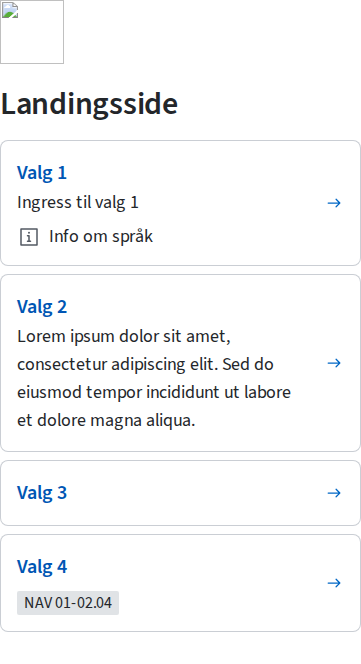 Landingsside
Valg 1
Ingress til valg 1
Info om språk
Valg 2
Lorem ipsum dolor sit amet,
consectetur adipiscing elit. Sed do
eiusmod tempor incididunt ut labore
et dolore magna aliqua.
Valg 3
Valg 4
NAV 01-02.04